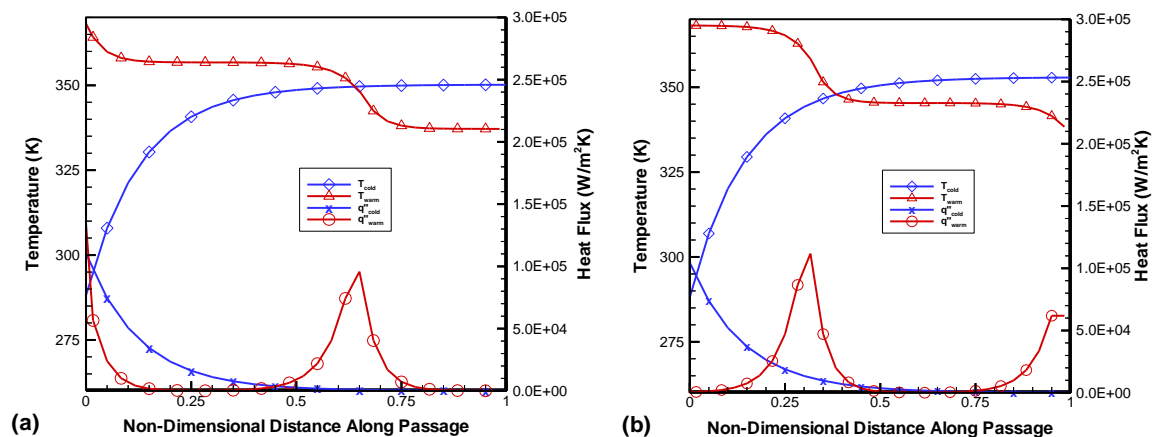 3.0E+05
350
2.5E+05
2.0E+05
325
Temperature (K)
Heat Flux (W/m²K)
T_cold
T_warm
q"_cold
q"_warm
1.5E+05
300
1.0E+05
275
5.0E+04
0.0E+00
0 0.25 0.5 0.75 1
(a)
Non-Dimensional Distance Along Passage
3.0E+05
350
2.5E+05
2.0E+05
325
Temperature (K)
Heat Flux (W/m²K)
T_cold
T_warm
q"_cold
q"_warm
1.5E+05
300
1.0E+05
275
5.0E+04
0.0E+00
0 0.25 0.5 0.75 1
(b)
Non-Dimensional Distance Along Passage